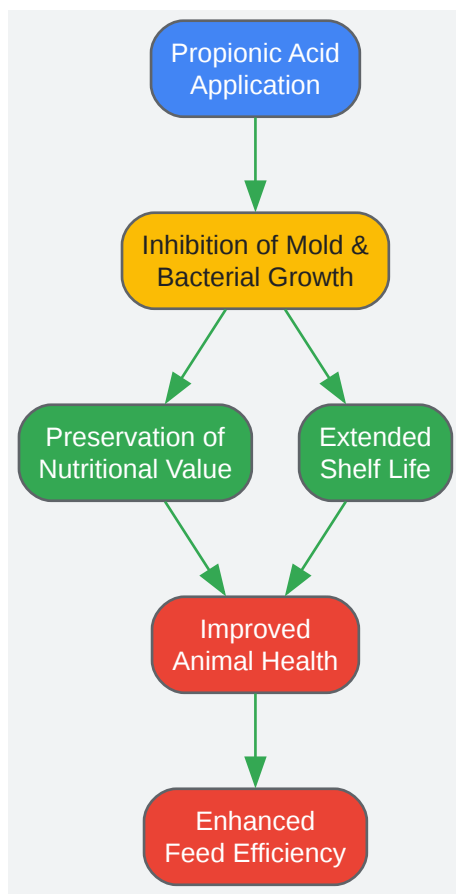 Propionic Acid
Application
Inhibition of Mold &
Bacterial Growth
Preservation of
Nutritional Value
Extended
Shelf Life
Improved
Animal Health
Enhanced
Feed Efficiency